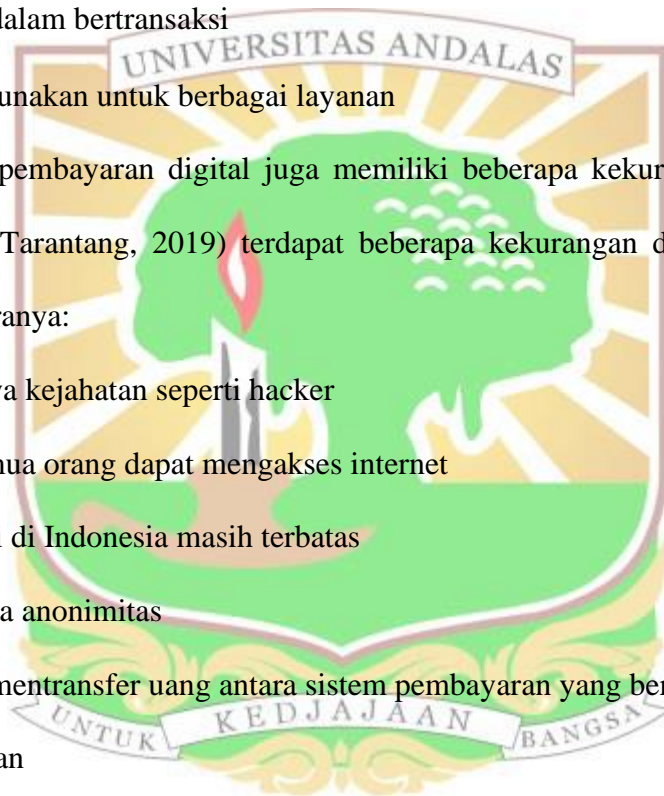 dalam bertransaksi
UNIVERSITAS ANDALAS
unakan untuk berbagai layanan
pembayaran digital juga memiliki beberapa kekur
Tarantang, 2019) terdapat beberapa kekurangan d
ranya:
a kejahatan seperti hacker
ua orang dapat mengakses internet
i di Indonesia masih terbatas
a anonimitas
mentransfer uang antara sistem pembayaran yang ber
UNTUK KEDJAJAAN BANGSA
an